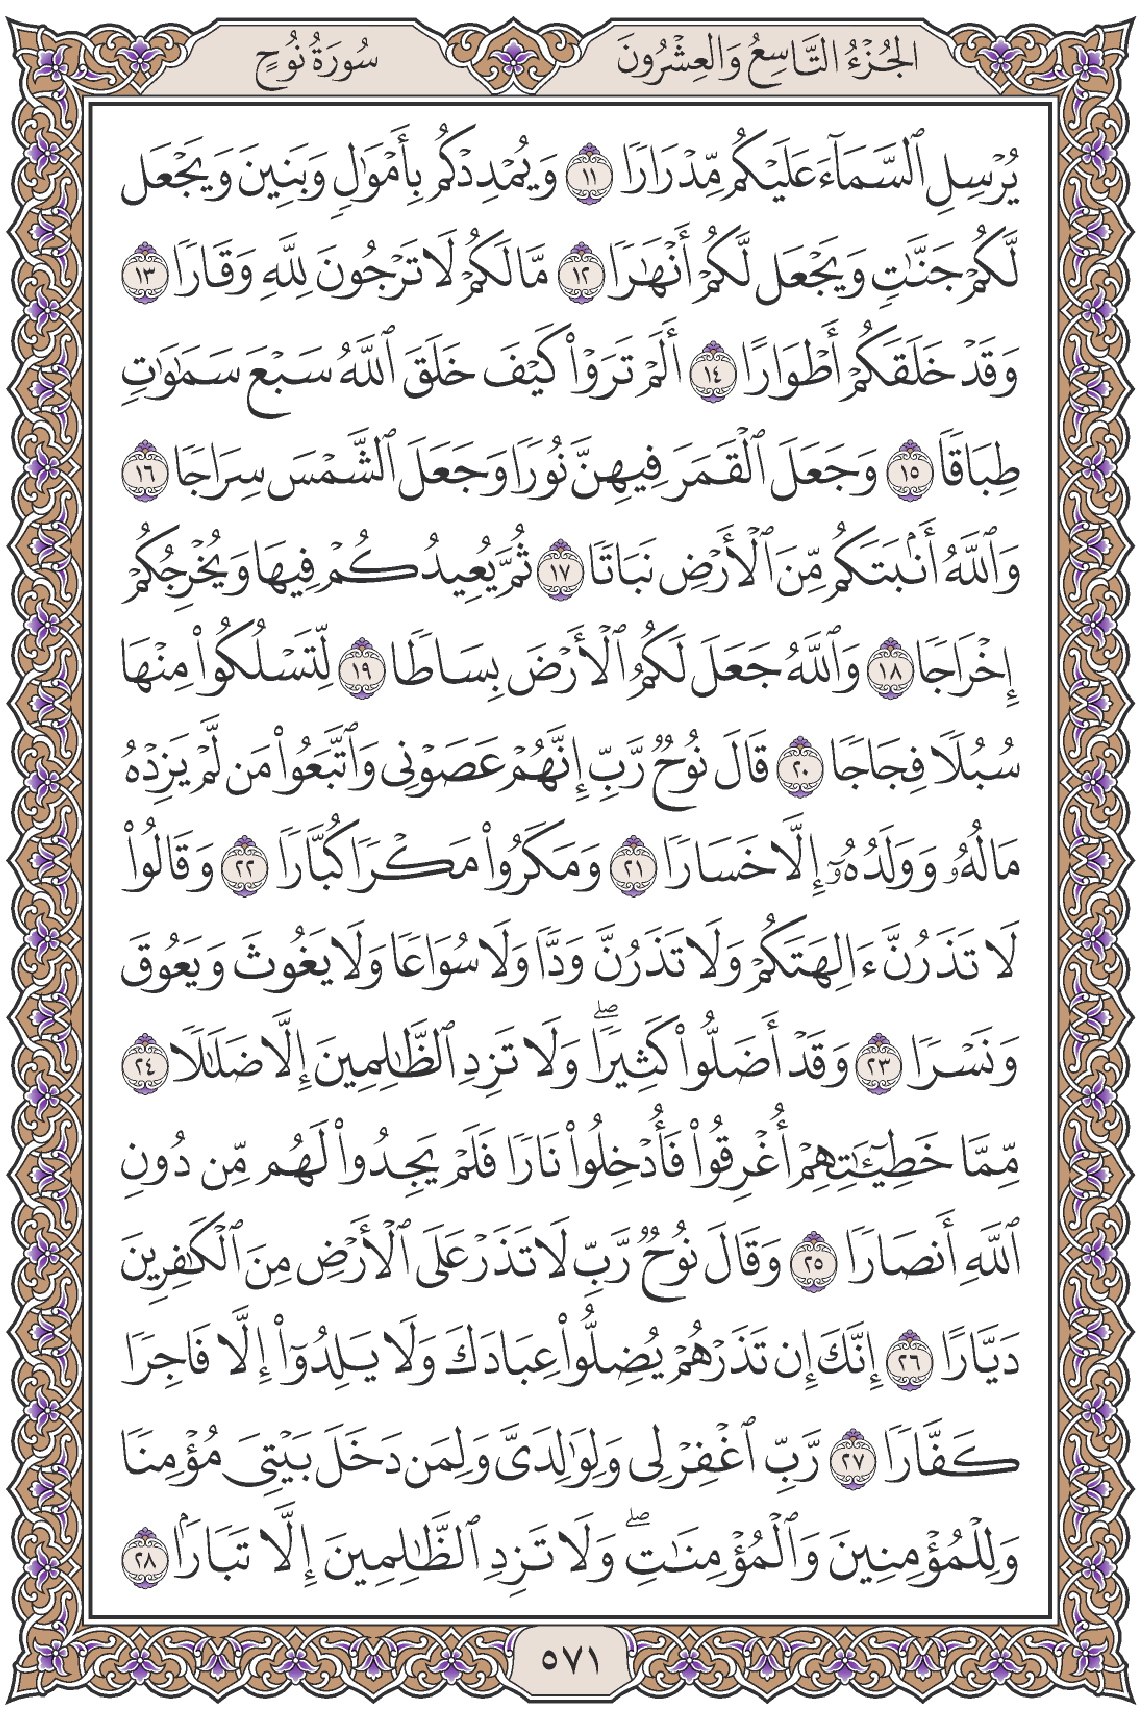 الجُزْءُ التَّاسِعُ وَالعِشْرُونَ
سُورَةُ نُوحٍ
يُرْسِلِ ٱلسَّمَآءَ عَلَيْكُم مِّدْرَارًا ١١ وَيُمْدِدْكُم بِأَمْوَٰلٍ وَبَنِينَ وَيَجْعَل
لَّكُمْ جَنَّٰتٍ وَيَجْعَل لَّكُمْ أَنْهَٰرًا ١٢ مَّا لَكُمْ لَا تَرْجُونَ لِلَّهِ وَقَارًا ١٣
وَقَدْ خَلَقَكُمْ أَطْوَارًا ١٤ أَلَمْ تَرَوْا۟ كَيْفَ خَلَقَ ٱللَّهُ سَبْعَ سَمَٰوَٰتٍ
طِبَاقًا ١٥ وَجَعَلَ ٱلْقَمَرَ فِيهِنَّ نُورًا وَجَعَلَ ٱلشَّمْسَ سِرَاجًا ١٦
وَٱللَّهُ أَنۢبَتَكُم مِّنَ ٱلْأَرْضِ نَبَاتًا ١٧ ثُمَّ يُعِيدُكُمْ فِيهَا وَيُخْرِجُكُمْ
إِخْرَاجًا ١٨ وَٱللَّهُ جَعَلَ لَكُمُ ٱلْأَرْضَ بِسَاطًا ١٩ لِّتَسْلُكُوا۟ مِنْهَا
سُبُلًا فِجَاجًا ٢٠ قَالَ نُوحٌ رَّبِّ إِنَّهُمْ عَصَوْنِى وَٱتَّبَعُوا۟ مَن لَّمْ يَزِدْهُ
مَالُهُۥ وَوَلَدُهُۥٓ إِلَّا خَسَارًا ٢١ وَمَكَرُوا۟ مَكْرًا كُبَّارًا ٢٢ وَقَالُوا۟
لَا تَذَرُنَّ ءَالِهَتَكُمْ وَلَا تَذَرُنَّ وَدًّا وَلَا سُوَاعًا وَلَا يَغُوثَ وَيَعُوقَ
وَنَسْرًا ٢٣ وَقَدْ أَضَلُّوا۟ كَثِيرًا ۖ وَلَا تَزِدِ ٱلظَّٰلِمِينَ إِلَّا ضَلَٰلًا ٢٤
مِّمَّا خَطِيٓـَٰٔتِهِمْ أُغْرِقُوا۟ فَأُدْخِلُوا۟ نَارًا فَلَمْ يَجِدُوا۟ لَهُم مِّن دُونِ
ٱللَّهِ أَنصَارًا ٢٥ وَقَالَ نُوحٌ رَّبِّ لَا تَذَرْ عَلَى ٱلْأَرْضِ مِنَ ٱلْكَٰفِرِينَ
دَيَّارًا ٢٦ إِنَّكَ إِن تَذَرْهُمْ يُضِلُّوا۟ عِبَادَكَ وَلَا يَلِدُوٓا۟ إِلَّا فَاجِرًا
كَفَّارًا ٢٧ رَّبِّ ٱغْفِرْ لِى وَلِوَٰلِدَىَّ وَلِمَن دَخَلَ بَيْتِىَ مُؤْمِنًا
وَلِلْمُؤْمِنِينَ وَٱلْمُؤْمِنَٰتِ ۖ وَلَا تَزِدِ ٱلظَّٰلِمِينَ إِلَّا تَبَارًۢا ٢٨
٥٧١